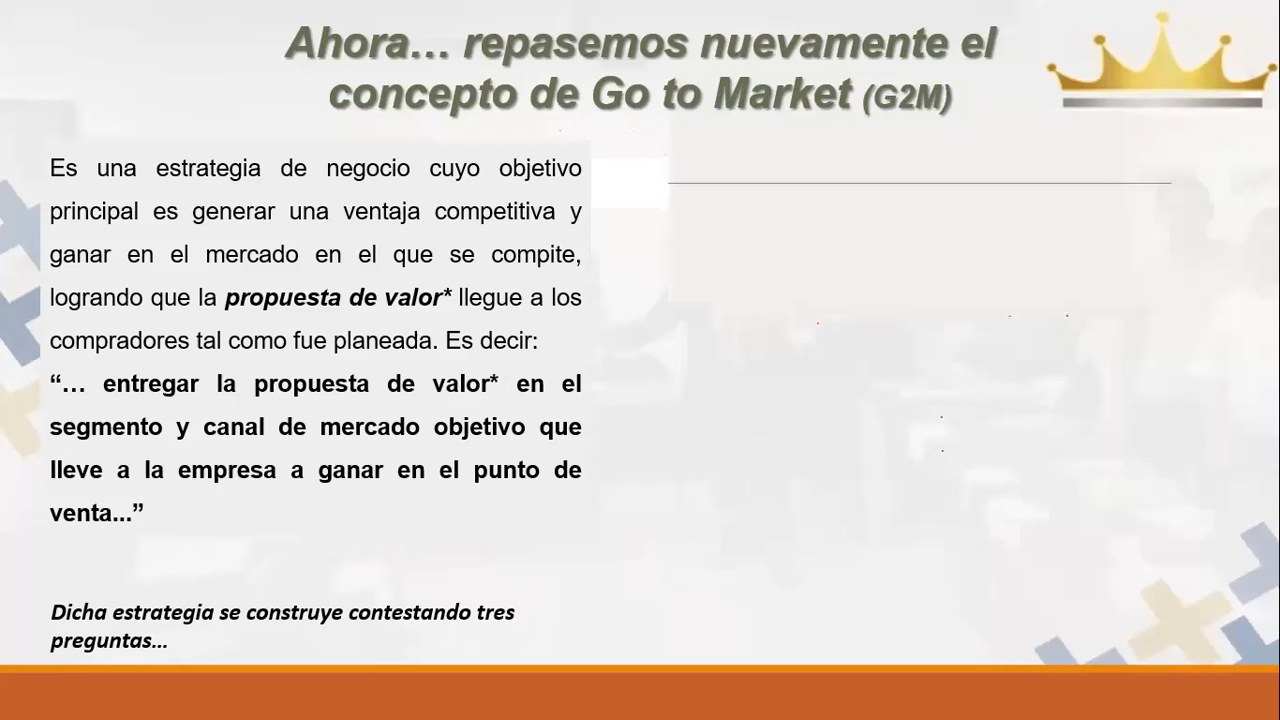 Ahora… repasemos nuevamente el
concepto de Go to Market (G2M)
Es una estrategia de negocio cuyo objetivo
principal es generar una ventaja competitiva y
ganar en el mercado en el que se compite,
logrando que la propuesta de valor* llegue a los
compradores tal como fue planeada. Es decir:
“… entregar la propuesta de valor* en el
segmento y canal de mercado objetivo que
lleve a la empresa a ganar en el punto de
venta...”
Dicha estrategia se construye contestando tres
preguntas…